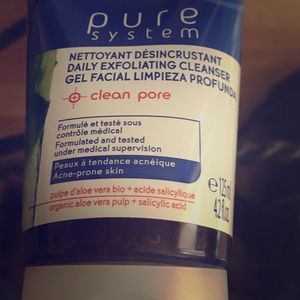 pure
system
NETTOYANT DÉSINCRUSTANT
DAILY EXFOLIATING CLEANSER
GEL FACIAL LIMPIEZA PROFUNDA
clean pore
Formulé et testé sous
contrôle médical
Formulated and tested
under medical supervision
Peaux à tendance acnéique
Acne-prone skin
pulpe d'aloe vera bio + acide salicylique
organic aloe vera pulp + salicylic acid
e 125 ml
4.2 fl.oz.